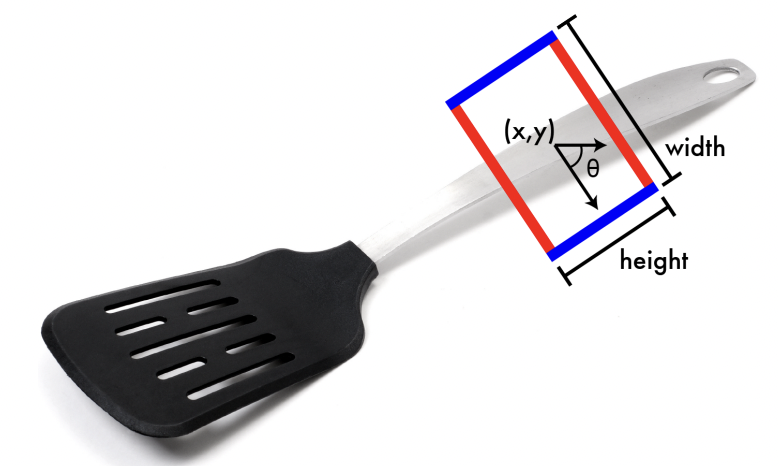 (x,y)
width
θ
height